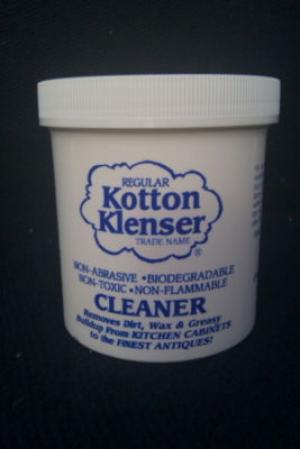 REGULAR
Kotton
Klenser
TRADE NAME
®
NON-ABRASIVE • BIODEGRADABLE
NON-TOXIC • NON-FLAMMABLE
CLEANER
Removes Dirt, Wax & Greasy
Buildup From KITCHEN CABINETS
to the FINEST ANTIQUES!